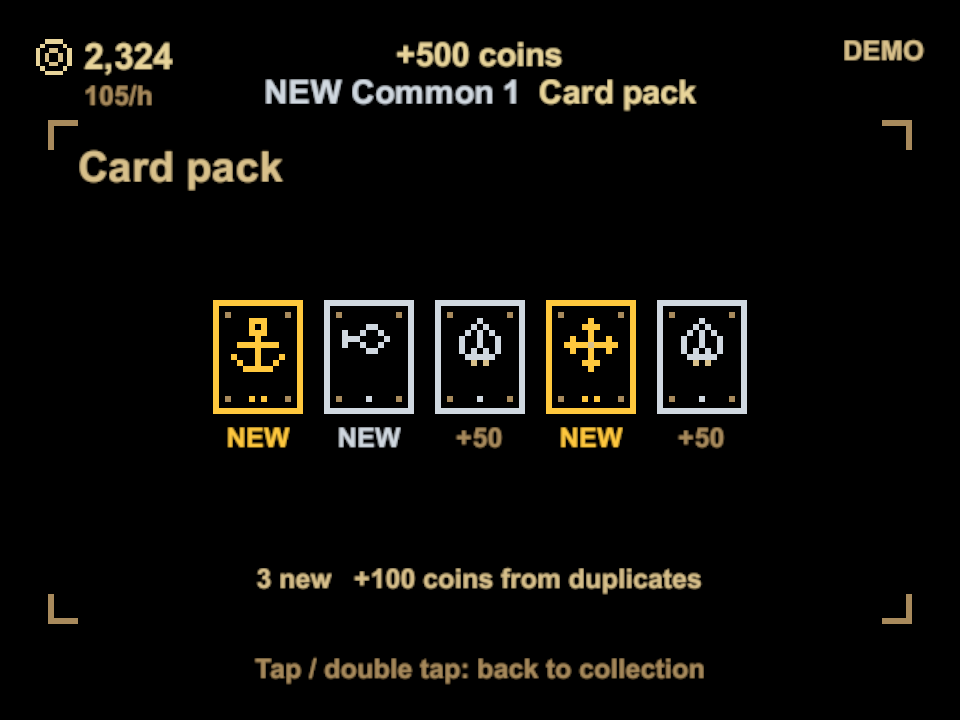 2,324
105/h
+500 coins
NEW Common 1 Card pack
DEMO
Card pack
NEW NEW +50 NEW +50
3 new +100 coins from duplicates
Tap / double tap: back to collection